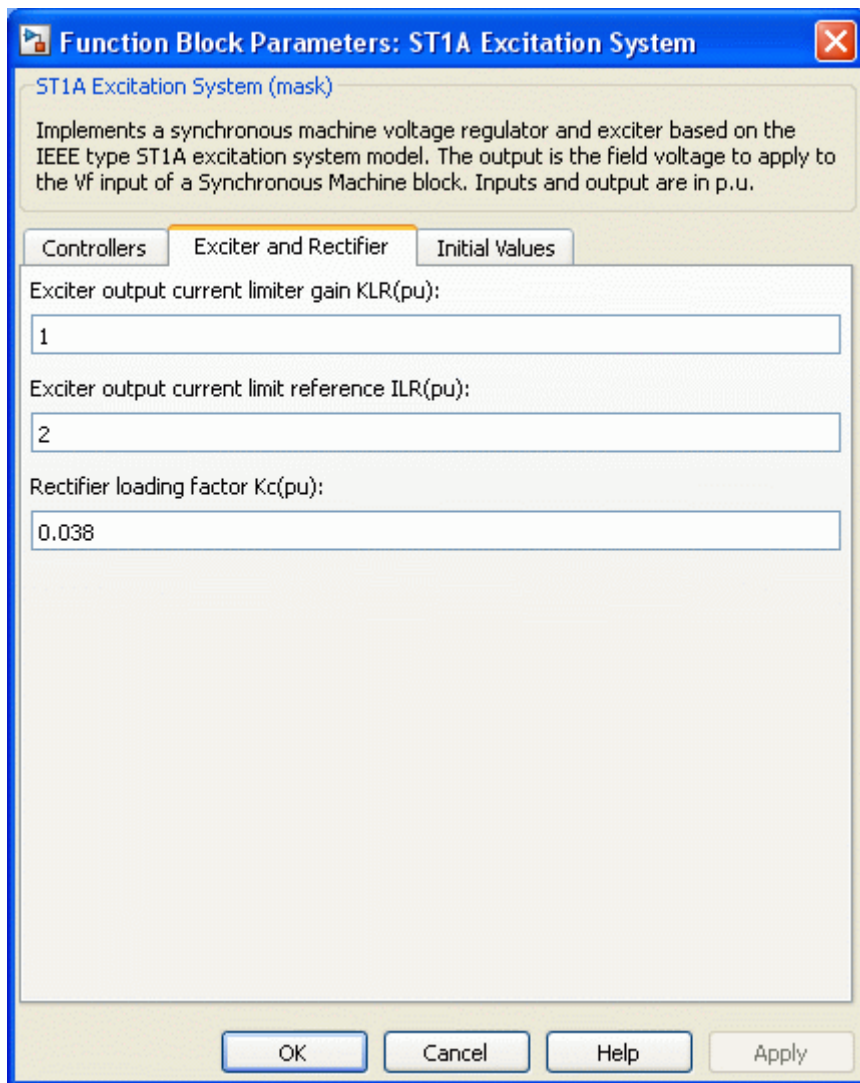 Function Block Parameters: ST1A Excitation System
ST1A Excitation System (mask)
Implements a synchronous machine voltage regulator and exciter based on the
IEEE type ST1A excitation system model. The output is the field voltage to apply to
the Vf input of a Synchronous Machine block. Inputs and output are in p.u.
Controllers
Exciter and Rectifier
Initial Values
Exciter output current limiter gain KLR(pu):
1
Exciter output current limit reference ILR(pu):
2
Rectifier loading factor Kc(pu):
0.038
OK
Cancel
Help
Apply